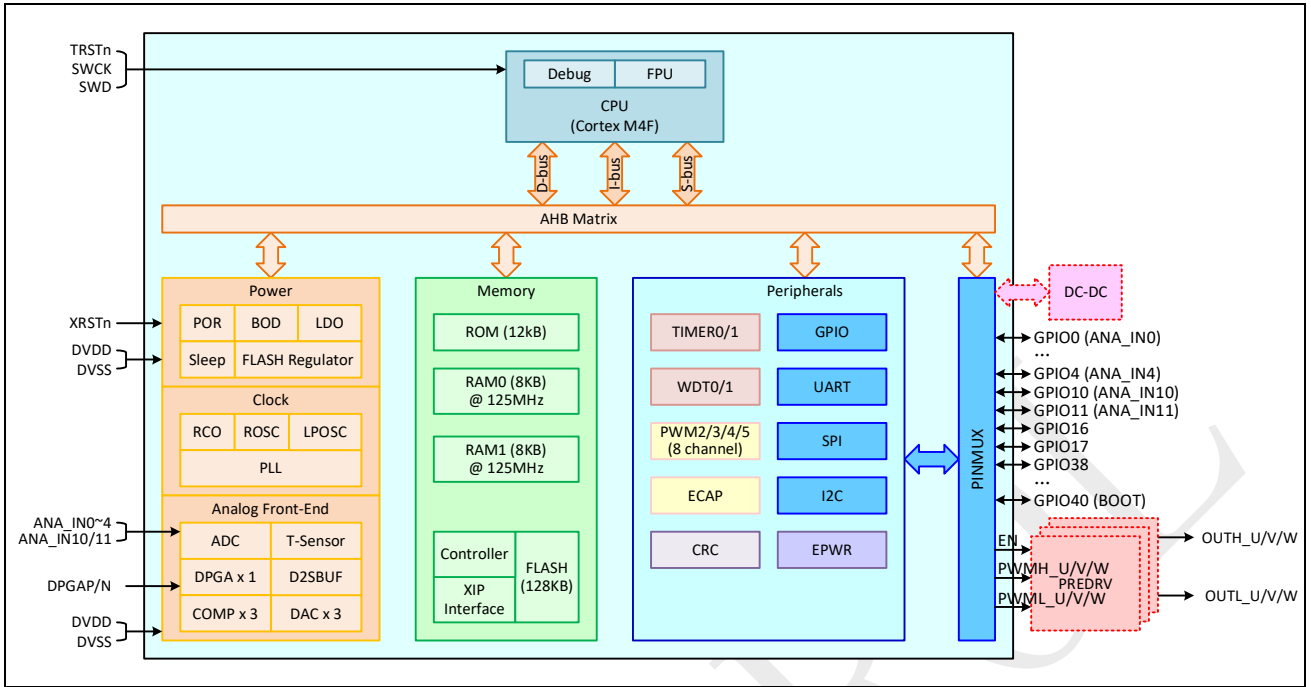 TRSTn
SWCK
SWD
Debug
FPU
CPU
(Cortex M4F)
D-bus
I-bus
S-bus
AHB Matrix
Power
POR
BOD
LDO
Sleep
FLASH Regulator
XRSTn
DVDD
DVSS
Clock
RCO
ROSC
LPOSC
PLL
Analog Front-End
ADC
T-Sensor
DPGA x 1
D2SBUF
COMP x 3
DAC x 3
ANA_IN0~4
ANA_IN10/11
DPGAP/N
DVDD
DVSS
Memory
ROM (12kB)
RAM0 (8KB)
@ 125MHz
RAM1 (8KB)
@ 125MHz
Controller
XIP
Interface
FLASH
(128KB)
Peripherals
TIMER0/1
GPIO
WDT0/1
UART
PWM2/3/4/5
(8 channel)
SPI
ECAP
I2C
CRC
EPWR
PINMUX
DC-DC
GPIO0 (ANA_IN0)
...
GPIO4 (ANA_IN4)
GPIO10 (ANA_IN10)
GPIO11 (ANA_IN11)
GPIO16
GPIO17
GPIO38
...
GPIO40 (BOOT)
EN
PWMH_U/V/W
PREDRV
PWML_U/V/W
OUTH_U/V/W
OUTL_U/V/W